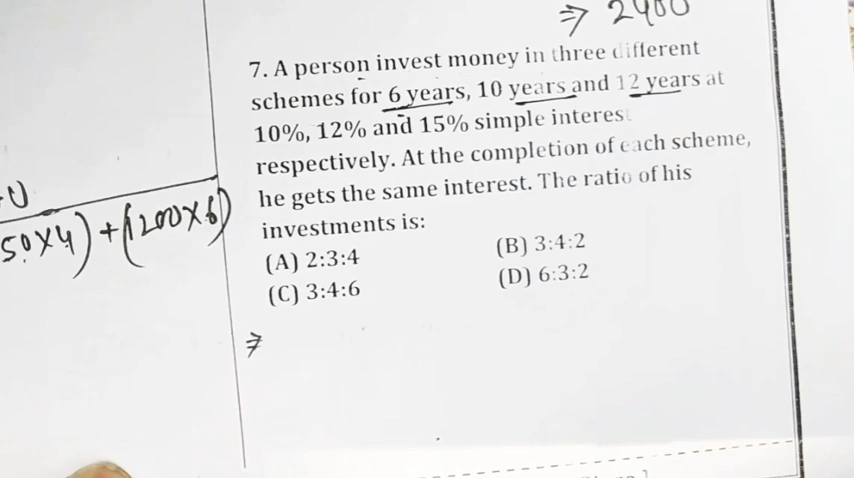 ⇒ 2400
7. A person invest money in three different
schemes for 6 years, 10 years and 12 years at
10%, 12% and 15% simple interes
respectively. At the completion of each scheme,
he gets the same interest. The ratio of his
investments is:
(A) 2:3:4
(B) 3:4:2
(C) 3:4:6
(D) 6:3:2
50×4)+(1200×6)
⇒